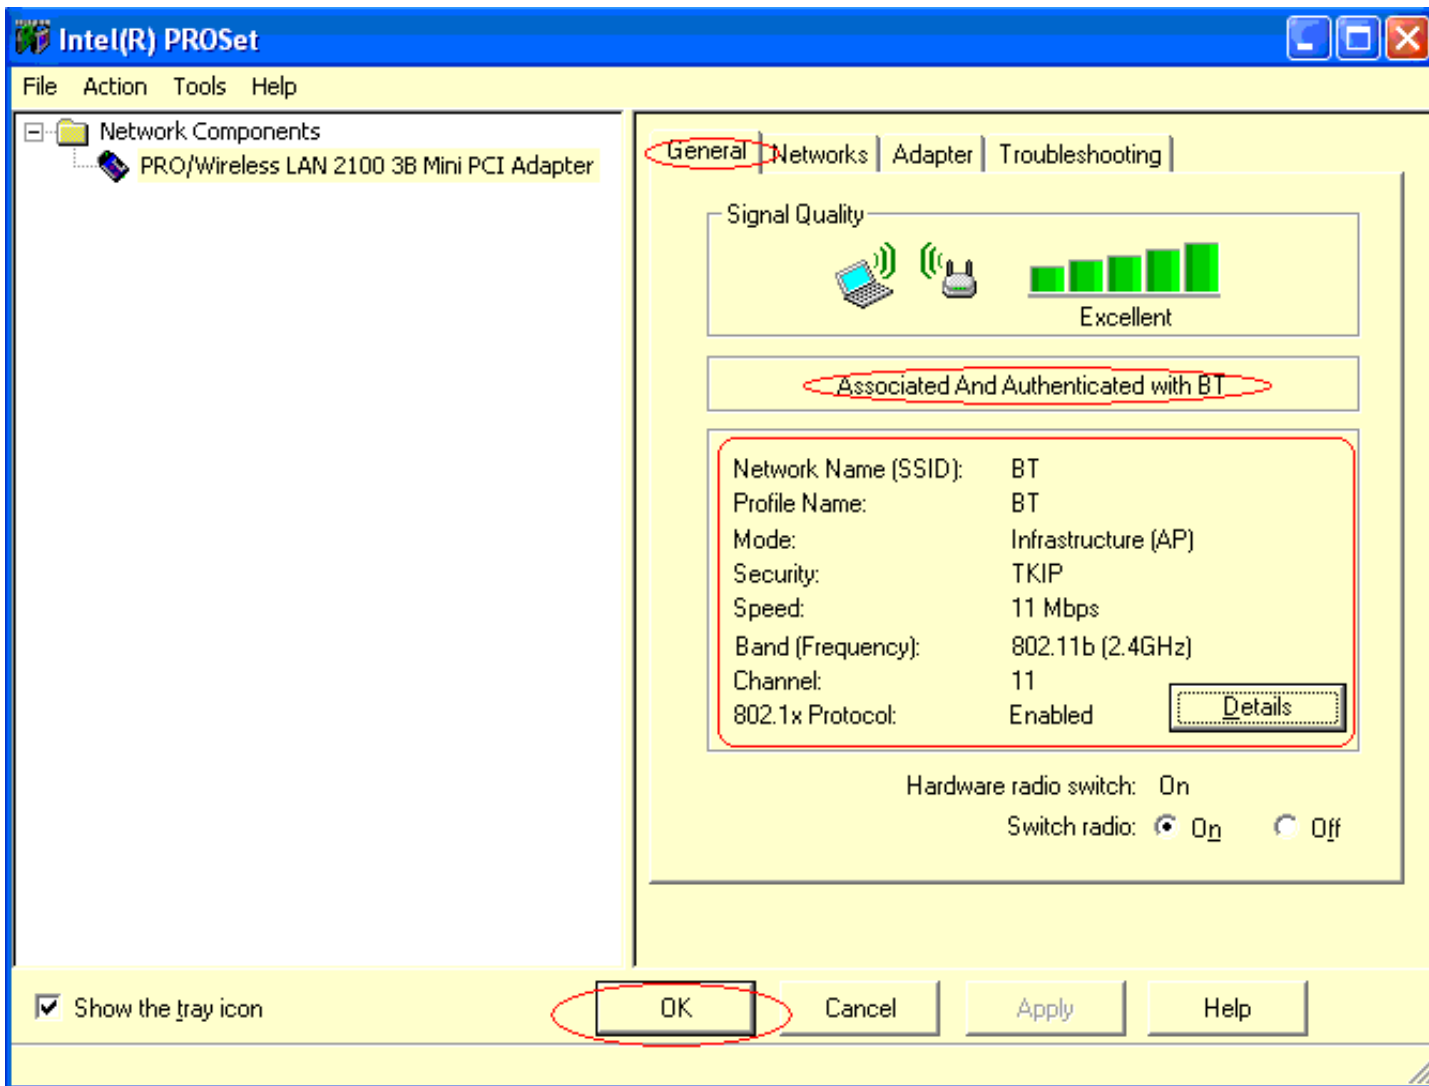 Intel(R) PROSet
File Action Tools Help
Network Components
PRO/Wireless LAN 2100 3B Mini PCI Adapter
General Networks Adapter Troubleshooting
Signal Quality
Excellent
Associated And Authenticated with BT
Network Name (SSID): BT
Profile Name: BT
Mode: Infrastructure (AP)
Security: TKIP
Speed: 11 Mbps
Band (Frequency): 802.11b (2.4GHz)
Channel: 11
802.1x Protocol: Enabled
Details
Hardware radio switch: On
Switch radio: On Off
Show the tray icon
OK Cancel Apply Help